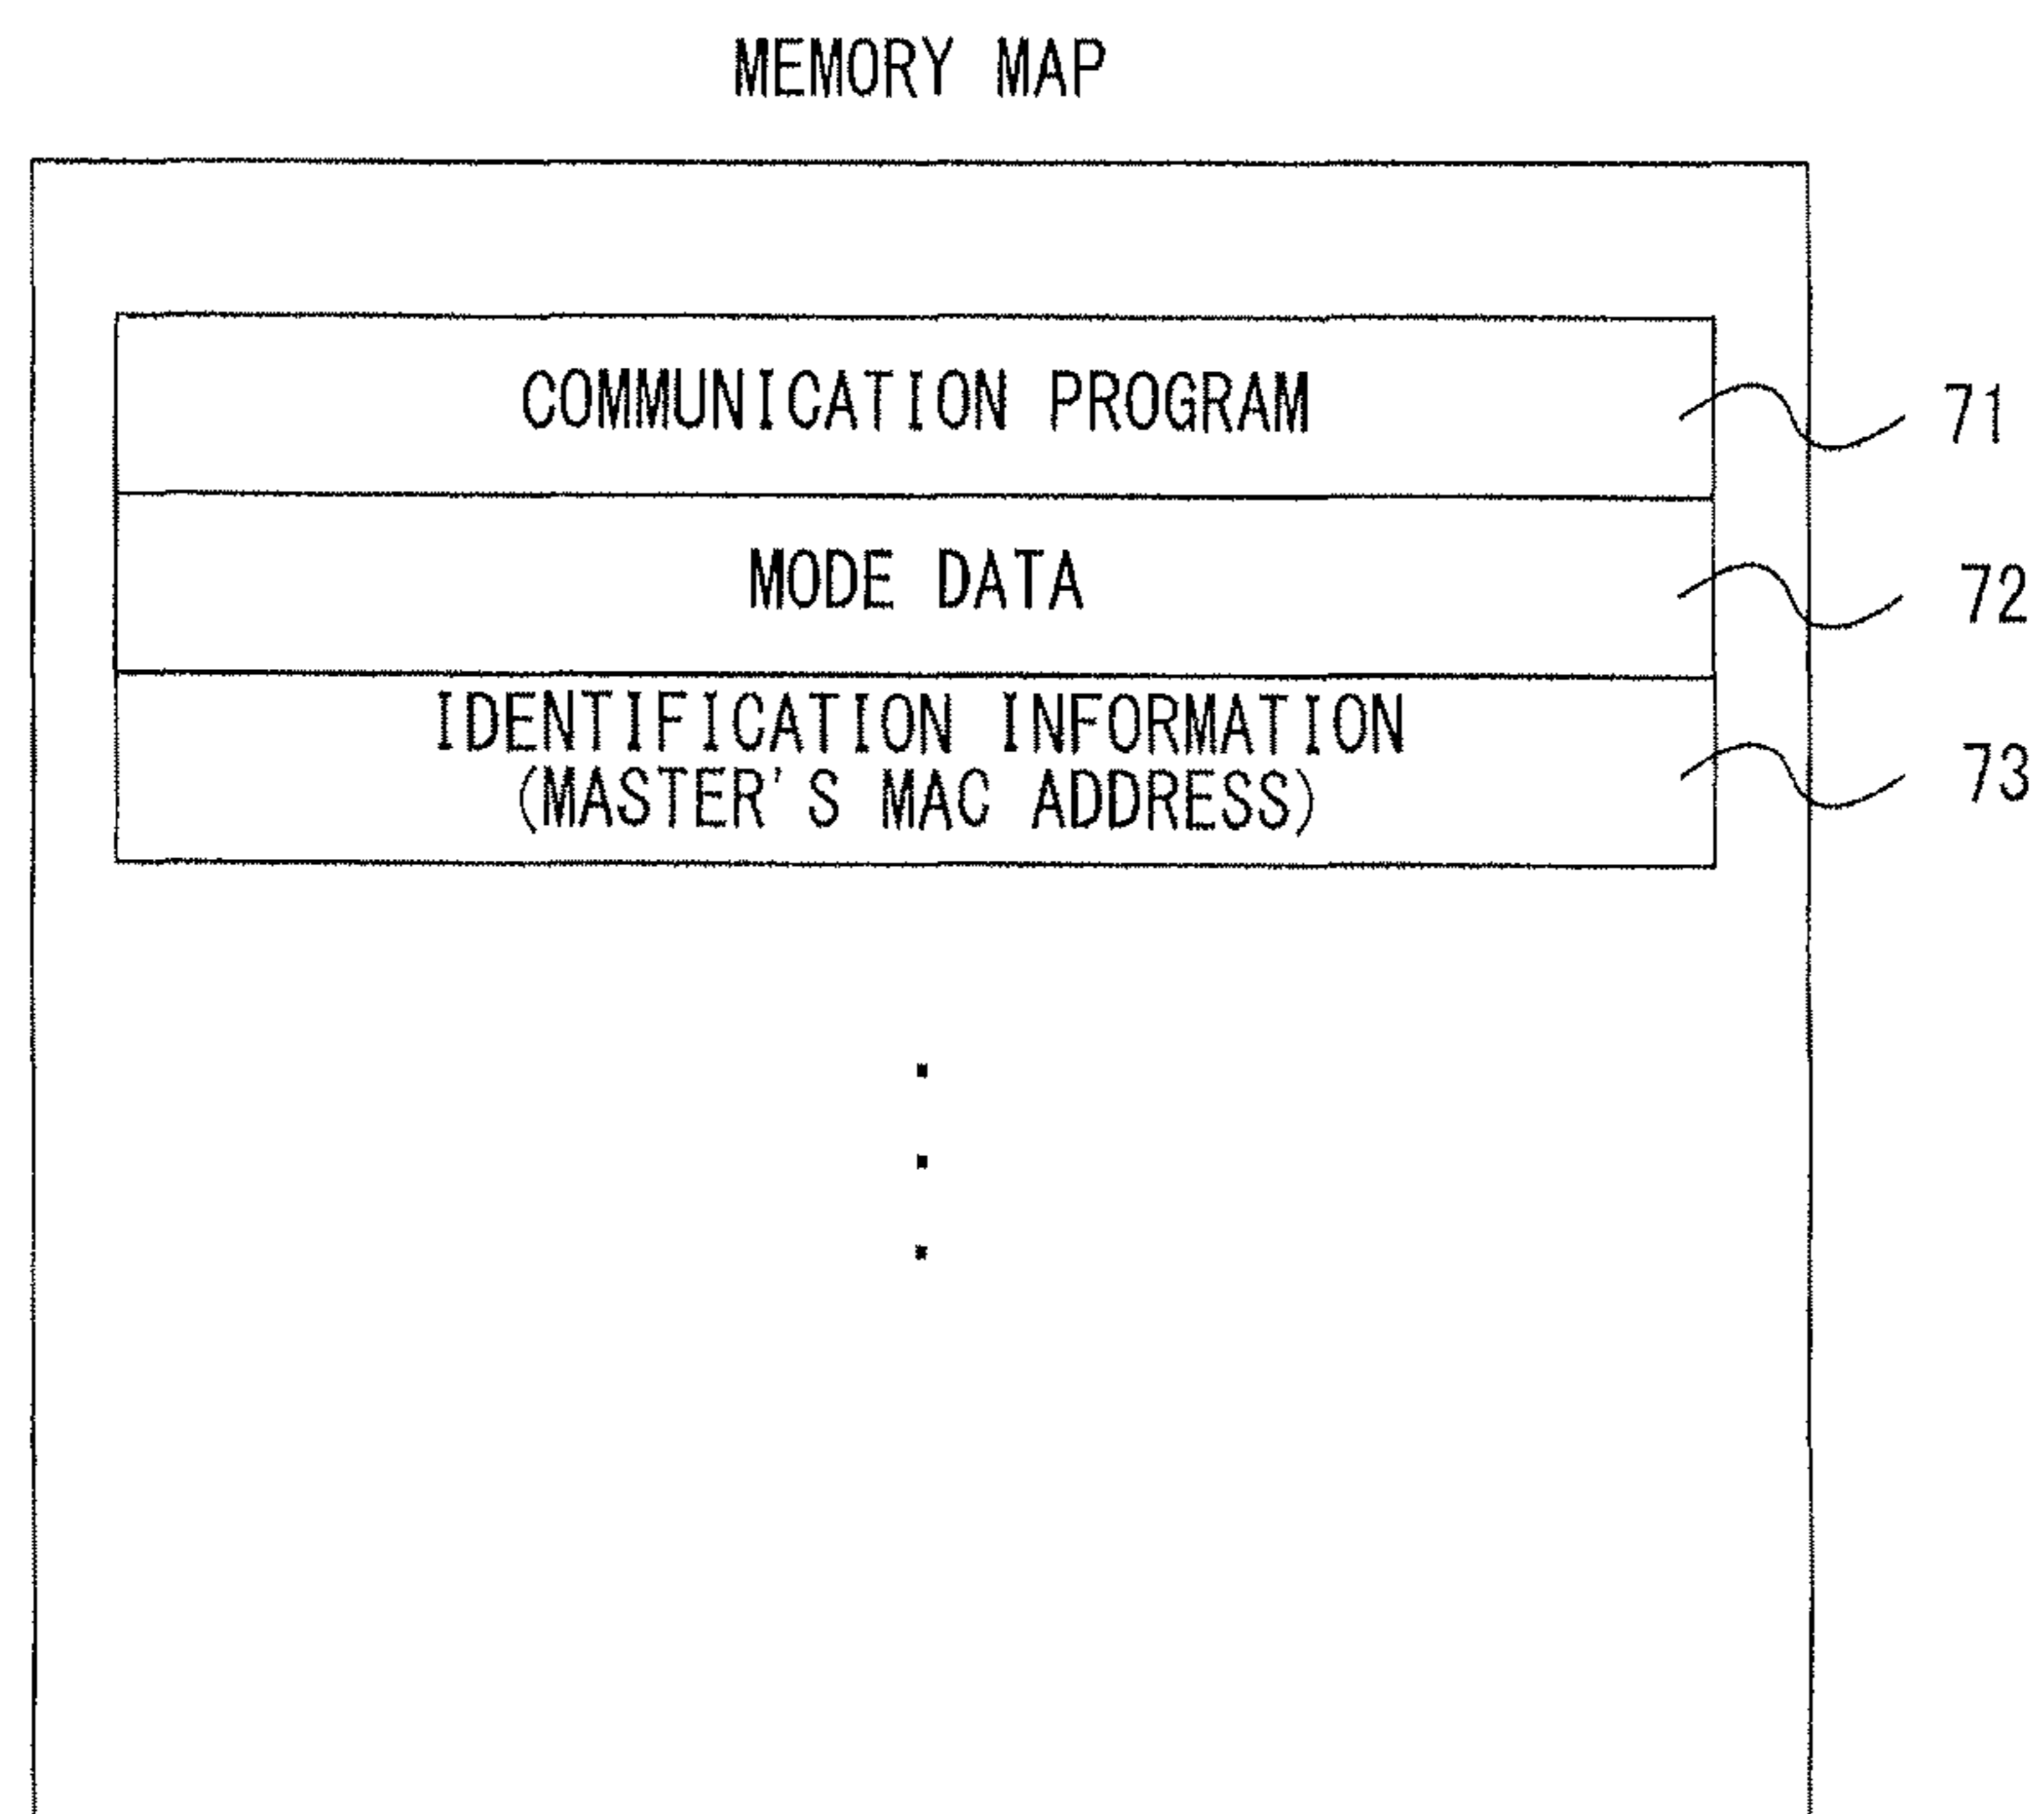 MEMORY MAP
COMMUNICATION PROGRAM
71
MODE DATA
72
IDENTIFICATION INFORMATION
(MASTER'S MAC ADDRESS)
73